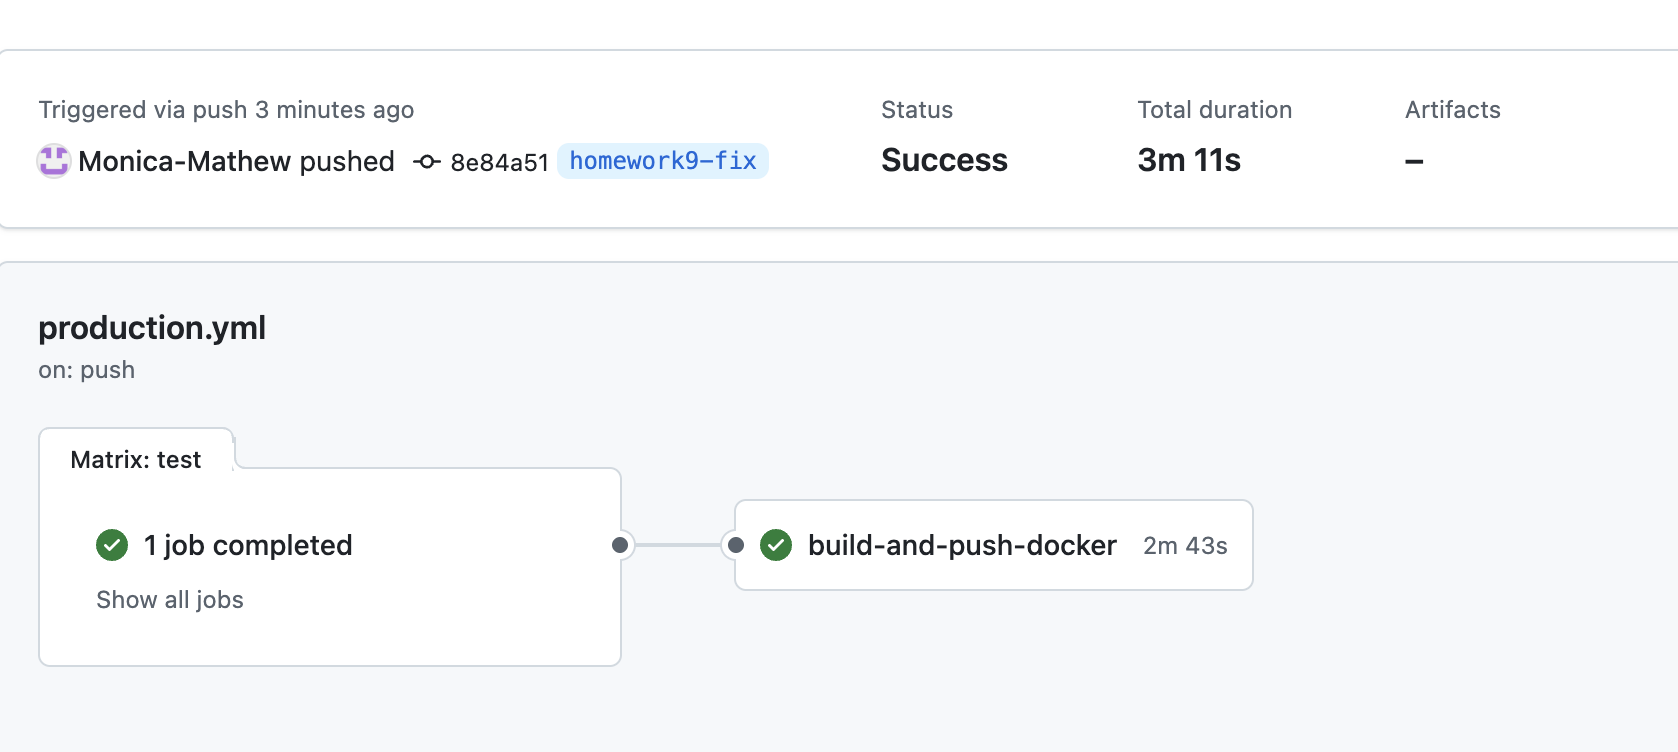 Triggered via push 3 minutes ago
Monica-Mathew pushed 8e84a51 homework9-fix
Status
Success
Total duration
3m 11s
Artifacts
–
production.yml
on: push
Matrix: test
1 job completed
Show all jobs
build-and-push-docker 2m 43s